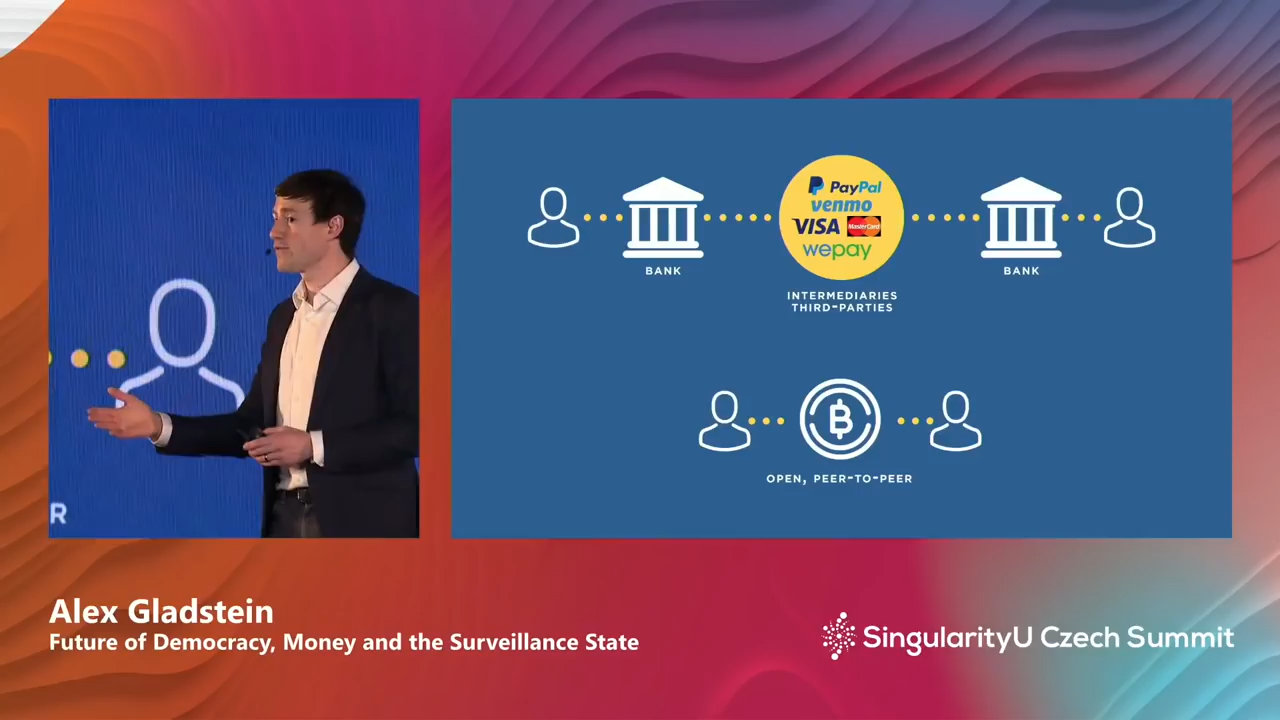 R
PayPal
venmo
VISA MasterCard
wepay
BANK
BANK
INTERMEDIARIES
THIRD-PARTIES
OPEN, PEER-TO-PEER
Alex Gladstein
Future of Democracy, Money and the Surveillance State
SingularityU Czech Summit